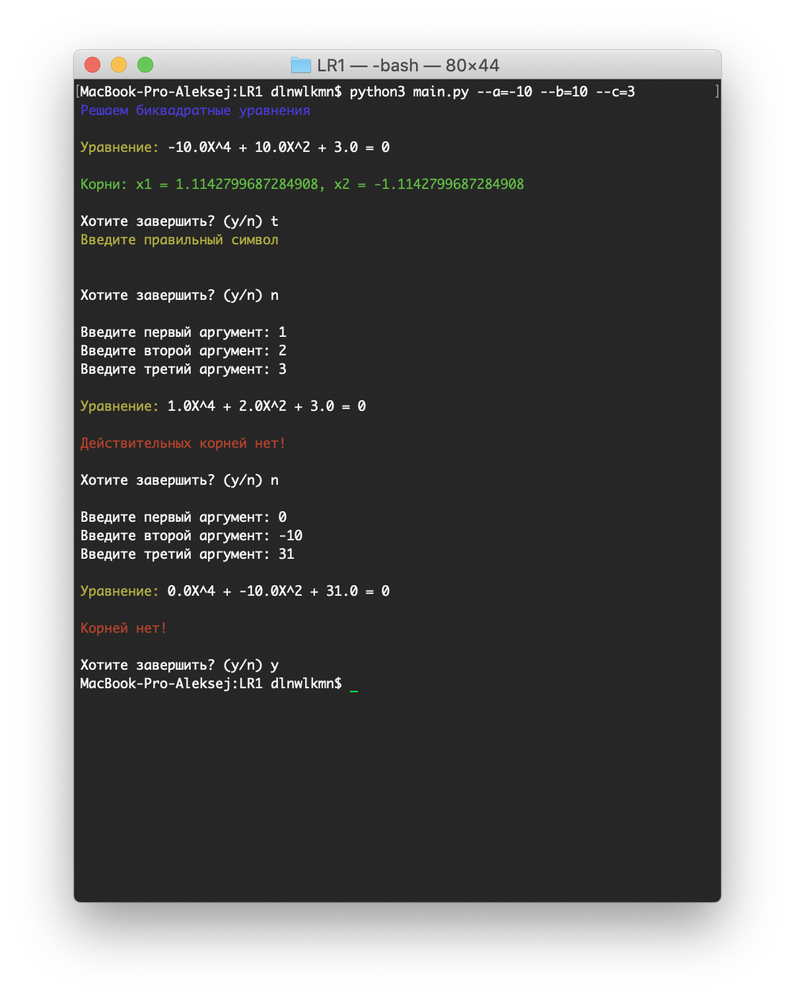 LR1 — -bash — 80×44
[MacBook-Pro-Aleksej:LR1 dlnwlkmn$ python3 main.py --a=-10 --b=10 --c=3 ]
Решаем биквадратные уравнения
Уравнение: -10.0X^4 + 10.0X^2 + 3.0 = 0
Корни: x1 = 1.1142799687284908, x2 = -1.1142799687284908
Хотите завершить? (y/n) t
Введите правильный символ
Хотите завершить? (y/n) n
Введите первый аргумент: 1
Введите второй аргумент: 2
Введите третий аргумент: 3
Уравнение: 1.0X^4 + 2.0X^2 + 3.0 = 0
Действительных корней нет!
Хотите завершить? (y/n) n
Введите первый аргумент: 0
Введите второй аргумент: -10
Введите третий аргумент: 31
Уравнение: 0.0X^4 + -10.0X^2 + 31.0 = 0
Корней нет!
Хотите завершить? (y/n) y
MacBook-Pro-Aleksej:LR1 dlnwlkmn$ _